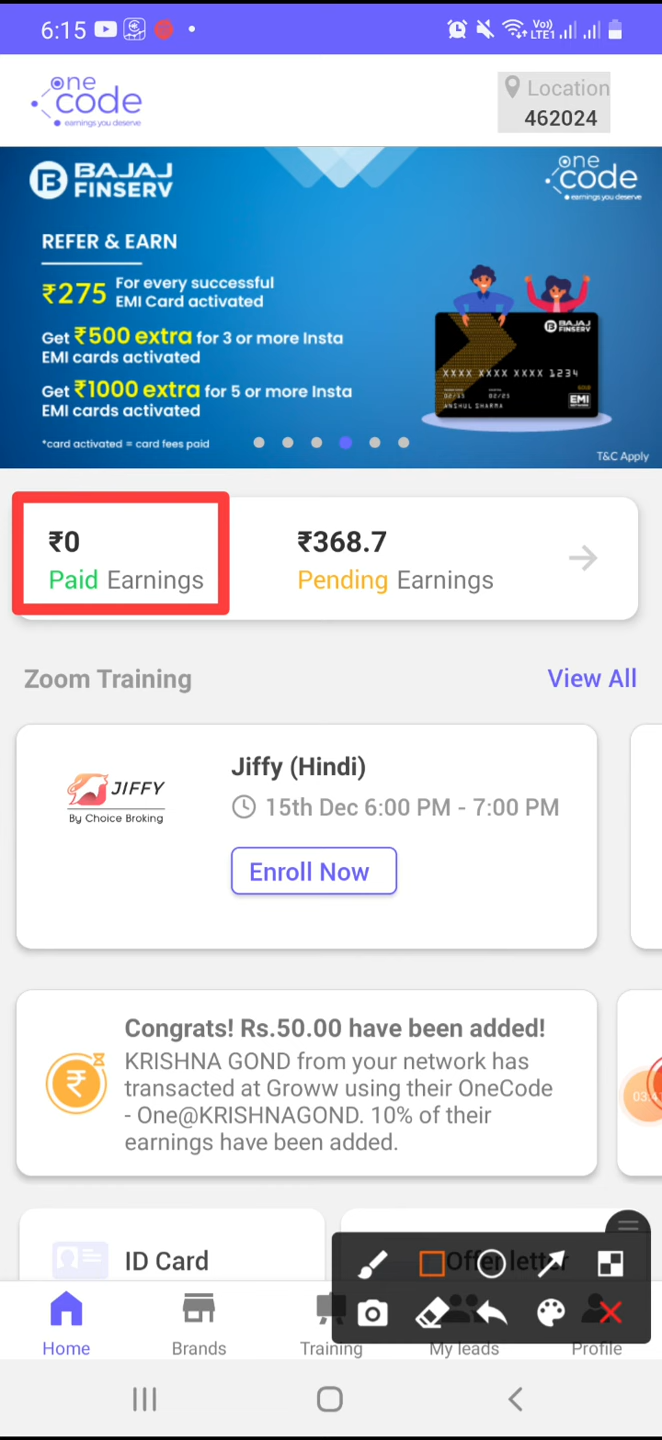 6:15
Vo)) LTE1
One code
earnings you deserve
Location
462024
BAJAJ FINSERV
One code
earnings you deserve
REFER & EARN
₹275 For every successful EMI Card activated
Get ₹500 extra for 3 or more Insta
EMI cards activated
Get ₹1000 extra for 5 or more Insta
EMI cards activated
*card activated = card fees paid
BAJAJ FINSERV
XXXX XXXX XXXX 1234
ANSHUL SHARMA
EMI
T&C Apply
₹0
Paid Earnings
₹368.7
Pending Earnings
Zoom Training
View All
JIFFY
By Choice Broking
Jiffy (Hindi)
15th Dec 6:00 PM - 7:00 PM
Enroll Now
Congrats! Rs.50.00 have been added!
KRISHNA GOND from your network has
transacted at Groww using their OneCode
- One@KRISHNAGOND. 10% of their
earnings have been added.
ID Card
Offer letter
Home
Brands
Training
My leads
Profile